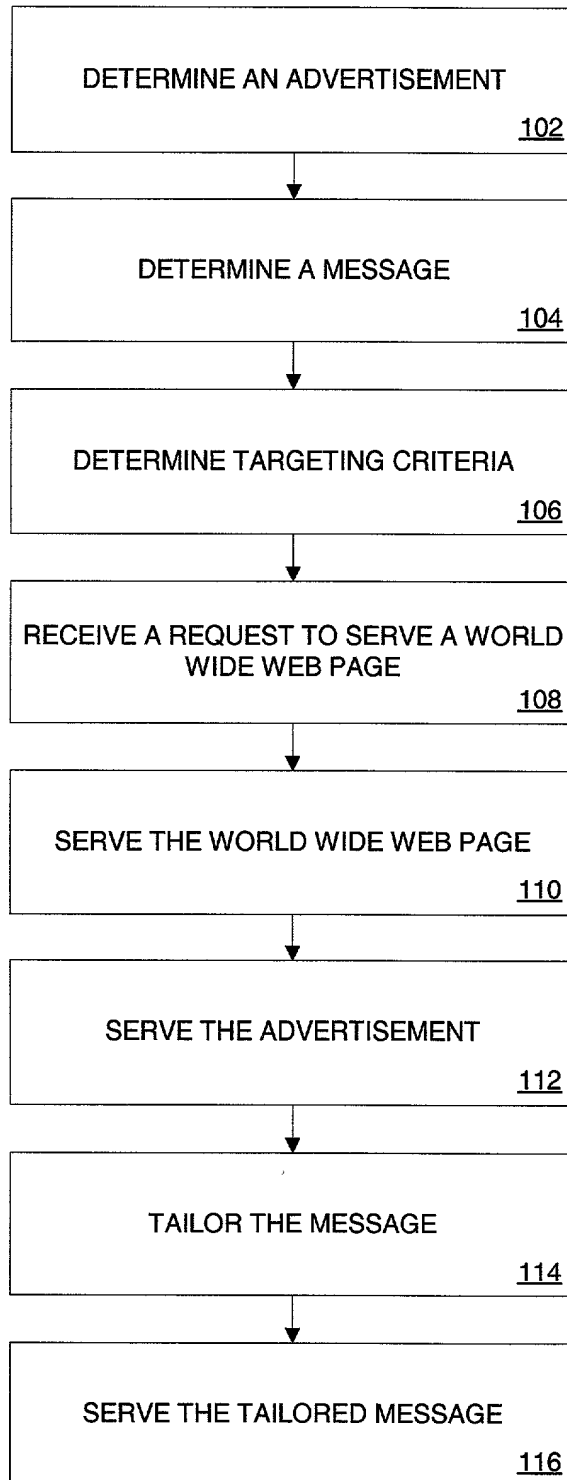 DETERMINE AN ADVERTISEMENT
102
DETERMINE A MESSAGE
104
DETERMINE TARGETING CRITERIA
106
RECEIVE A REQUEST TO SERVE A WORLD
WIDE WEB PAGE
108
SERVE THE WORLD WIDE WEB PAGE
110
SERVE THE ADVERTISEMENT
112
TAILOR THE MESSAGE
114
SERVE THE TAILORED MESSAGE
116